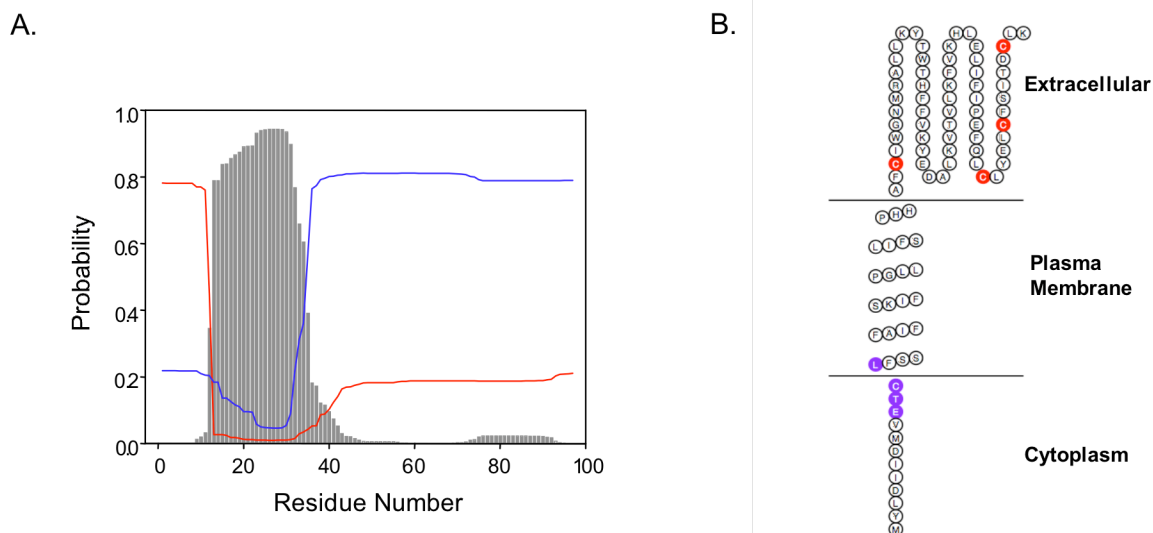 A.
1.0
0.8
0.6
0.4
0.2
0.0
Probability
0 20 40 60 80 100
Residue Number
B.
K Y H L L K
L T K E C
L W V L D
A T F I T
R H K F I
M F L I S
N F V P F
G V T E C
W K V F L
I Y K Q E
C E L L Y
F D A C L
A
Extracellular
P H H
L I F S
P G L L
S K I F
F A I F
L F S S
Plasma
Membrane
C
T
E
V
M
D
I
I
D
L
Y
M
Cytoplasm